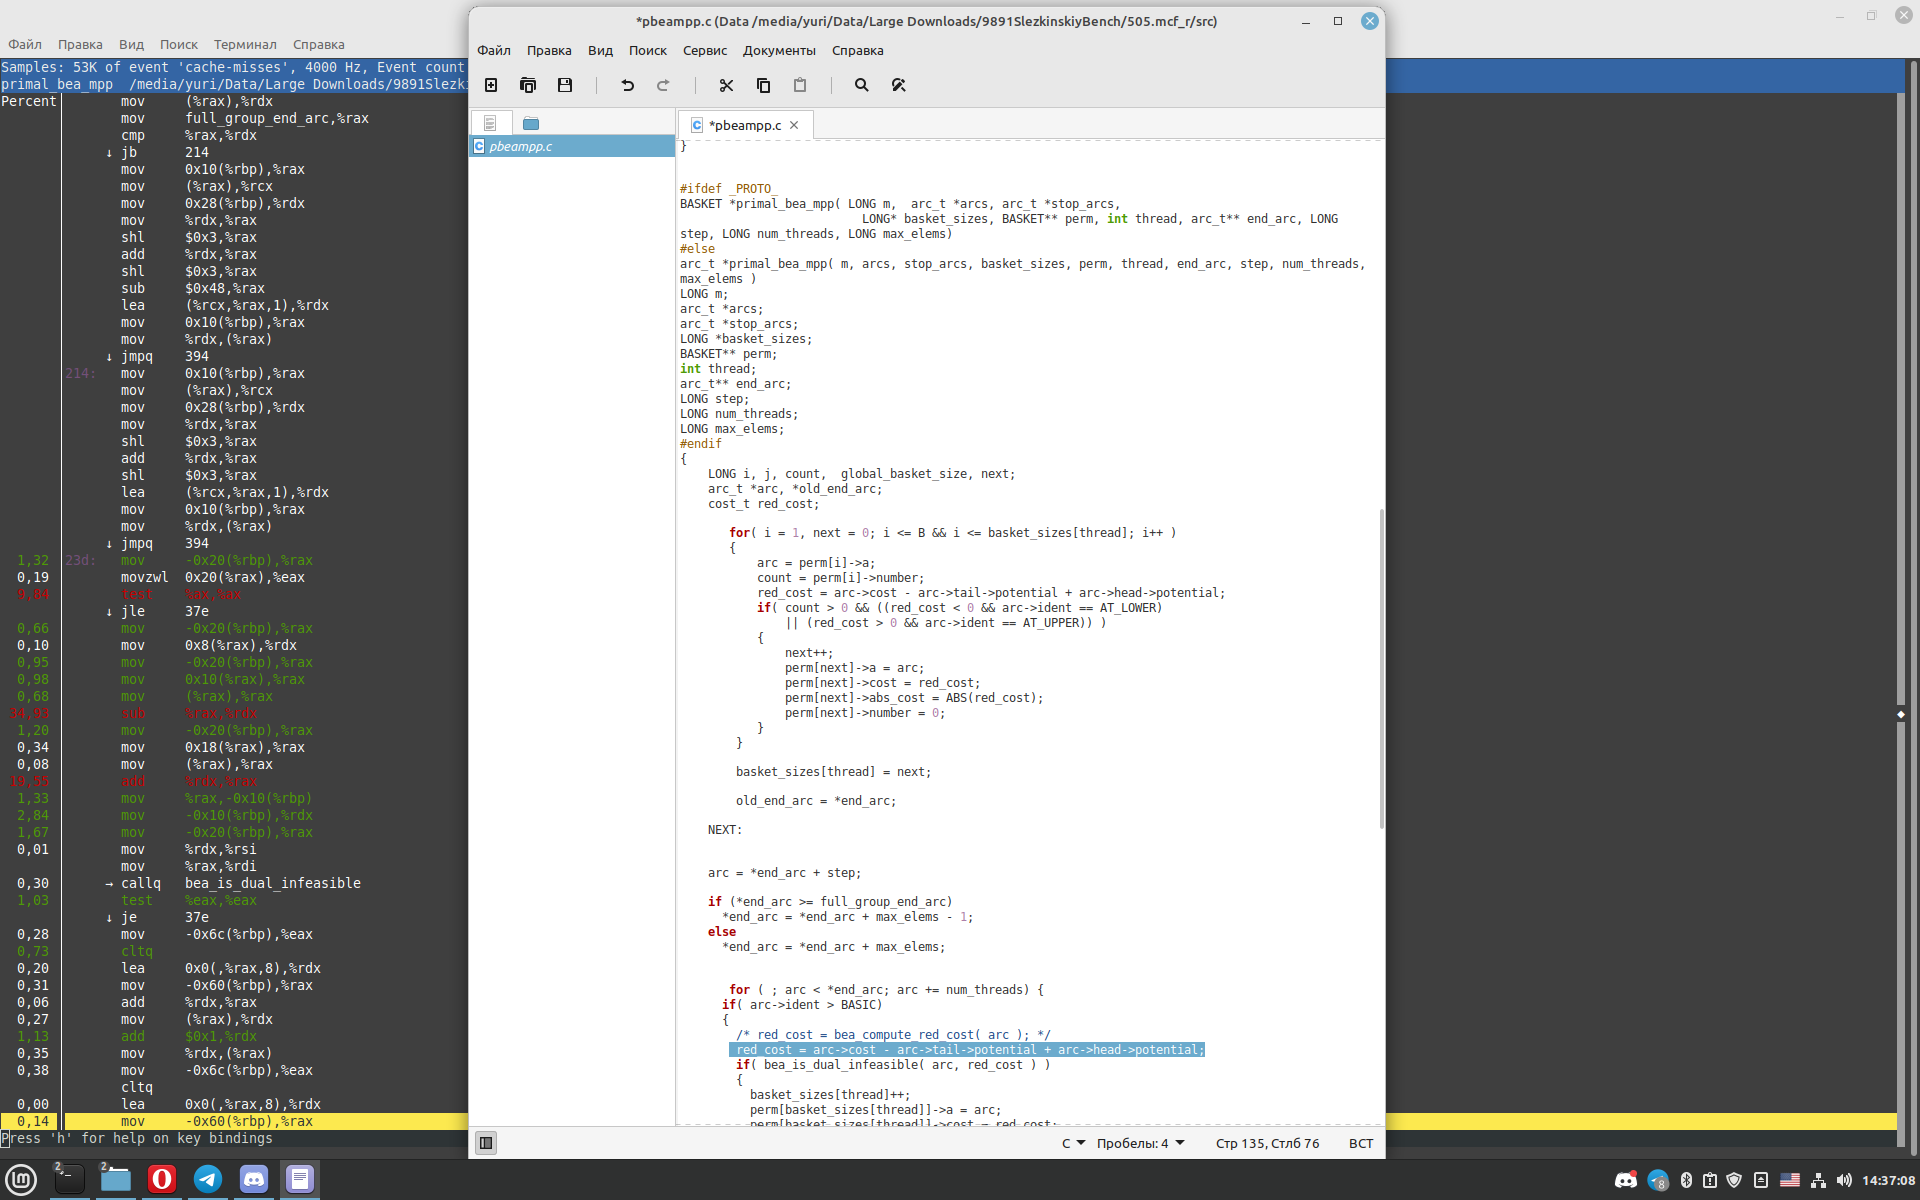 *pbeampp.c (Data /media/yuri/Data/Large Downloads/9891SlezkinskiyBench/505.mcf_r/src)
Файл Правка Вид Поиск Терминал Справка
Samples: 53K of event 'cache-misses', 4000 Hz, Event count
primal_bea_mpp  /media/yuri/Data/Large Downloads/9891Slezki
Percent mov (%rax),%rdx
mov full_group_end_arc,%rax
cmp %rax,%rdx
↓ jb 214
mov 0x10(%rbp),%rax
mov (%rax),%rcx
mov 0x28(%rbp),%rdx
mov %rdx,%rax
shl $0x3,%rax
add %rdx,%rax
shl $0x3,%rax
sub $0x48,%rax
lea (%rcx,%rax,1),%rdx
mov 0x10(%rbp),%rax
mov %rdx,(%rax)
↓ jmpq 394
214: mov 0x10(%rbp),%rax
mov (%rax),%rcx
mov 0x28(%rbp),%rdx
mov %rdx,%rax
shl $0x3,%rax
add %rdx,%rax
shl $0x3,%rax
lea (%rcx,%rax,1),%rdx
mov 0x10(%rbp),%rax
mov %rdx,(%rax)
↓ jmpq 394
1,32 23d: mov -0x20(%rbp),%rax
0,19 movzwl 0x20(%rax),%eax
9,84 test %ax,%ax
↓ jle 37e
0,66 mov -0x20(%rbp),%rax
0,10 mov 0x8(%rax),%rdx
0,95 mov -0x20(%rbp),%rax
0,98 mov 0x10(%rax),%rax
0,68 mov (%rax),%rax
34,93 sub %rax,%rdx
1,20 mov -0x20(%rbp),%rax
0,34 mov 0x18(%rax),%rax
0,08 mov (%rax),%rax
19,55 add %rdx,%rax
1,33 mov %rax,-0x10(%rbp)
2,84 mov -0x10(%rbp),%rdx
1,67 mov -0x20(%rbp),%rax
0,01 mov %rdx,%rsi
mov %rax,%rdi
0,30 → callq bea_is_dual_infeasible
1,03 test %eax,%eax
↓ je 37e
0,28 mov -0x6c(%rbp),%eax
0,73 cltq
0,20 lea 0x0(,%rax,8),%rdx
0,31 mov -0x60(%rbp),%rax
0,06 add %rdx,%rax
0,27 mov (%rax),%rdx
1,13 add $0x1,%rdx
0,35 mov %rdx,(%rax)
0,38 mov -0x6c(%rbp),%eax
cltq
0,00 lea 0x0(,%rax,8),%rdx
0,14 mov -0x60(%rbp),%rax
Press 'h' for help on key bindings
Файл Правка Вид Поиск Сервис Документы Справка
pbeampp.c
*pbeampp.c
}
#ifdef _PROTO_
BASKET *primal_bea_mpp( LONG m,  arc_t *arcs, arc_t *stop_arcs,
LONG* basket_sizes, BASKET** perm, int thread, arc_t** end_arc, LONG
step, LONG num_threads, LONG max_elems)
#else
arc_t *primal_bea_mpp( m, arcs, stop_arcs, basket_sizes, perm, thread, end_arc, step, num_threads,
max_elems )
LONG m;
arc_t *arcs;
arc_t *stop_arcs;
LONG *basket_sizes;
BASKET** perm;
int thread;
arc_t** end_arc;
LONG step;
LONG num_threads;
LONG max_elems;
#endif
{
LONG i, j, count,  global_basket_size, next;
arc_t *arc, *old_end_arc;
cost_t red_cost;
for( i = 1, next = 0; i <= B && i <= basket_sizes[thread]; i++ )
{
arc = perm[i]->a;
count = perm[i]->number;
red_cost = arc->cost - arc->tail->potential + arc->head->potential;
if( count > 0 && ((red_cost < 0 && arc->ident == AT_LOWER)
|| (red_cost > 0 && arc->ident == AT_UPPER)) )
{
next++;
perm[next]->a = arc;
perm[next]->cost = red_cost;
perm[next]->abs_cost = ABS(red_cost);
perm[next]->number = 0;
}
}
basket_sizes[thread] = next;
old_end_arc = *end_arc;
NEXT:
arc = *end_arc + step;
if (*end_arc >= full_group_end_arc)
*end_arc = *end_arc + max_elems - 1;
else
*end_arc = *end_arc + max_elems;
for ( ; arc < *end_arc; arc += num_threads) {
if( arc->ident > BASIC)
{
/* red_cost = bea_compute_red_cost( arc ); */
red_cost = arc->cost - arc->tail->potential + arc->head->potential;
if( bea_is_dual_infeasible( arc, red_cost ) )
{
basket_sizes[thread]++;
perm[basket_sizes[thread]]->a = arc;
perm[basket_sizes[thread]]->cost = red_cost;
C Пробелы: 4 Стр 135, Стлб 76 ВСТ
2 2 8 14:37:08